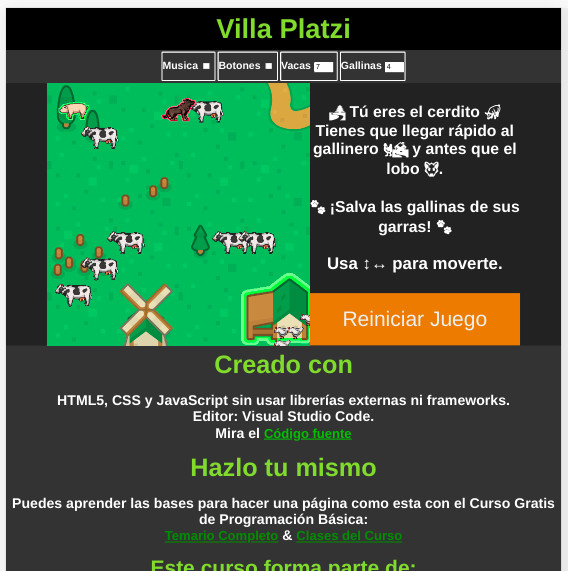 Villa Platzi
Musica
Botones
Vacas 7
Gallinas 4
Tú eres el cerdito
Tienes que llegar rápido al
gallinero y antes que el
lobo .
¡Salva las gallinas de sus
garras!
Usa ↕↔ para moverte.
Reiniciar Juego
Creado con
HTML5, CSS y JavaScript sin usar librerías externas ni frameworks.
Editor: Visual Studio Code.
Mira el Código fuente
Hazlo tu mismo
Puedes aprender las bases para hacer una página como esta con el Curso Gratis
de Programación Básica:
Temario Completo & Clases del Curso
Este curso forma parte de: